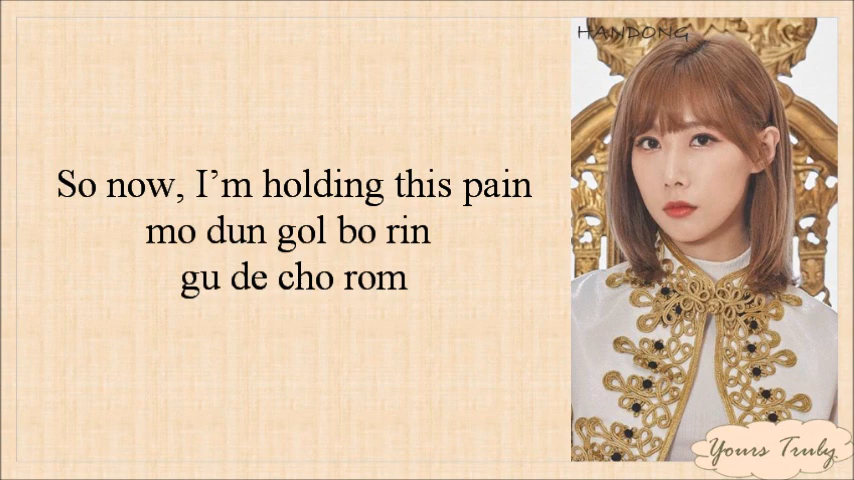 HANDONG
So now, I’m holding this pain
mo dun gol bo rin
gu de cho rom
Yours Truly